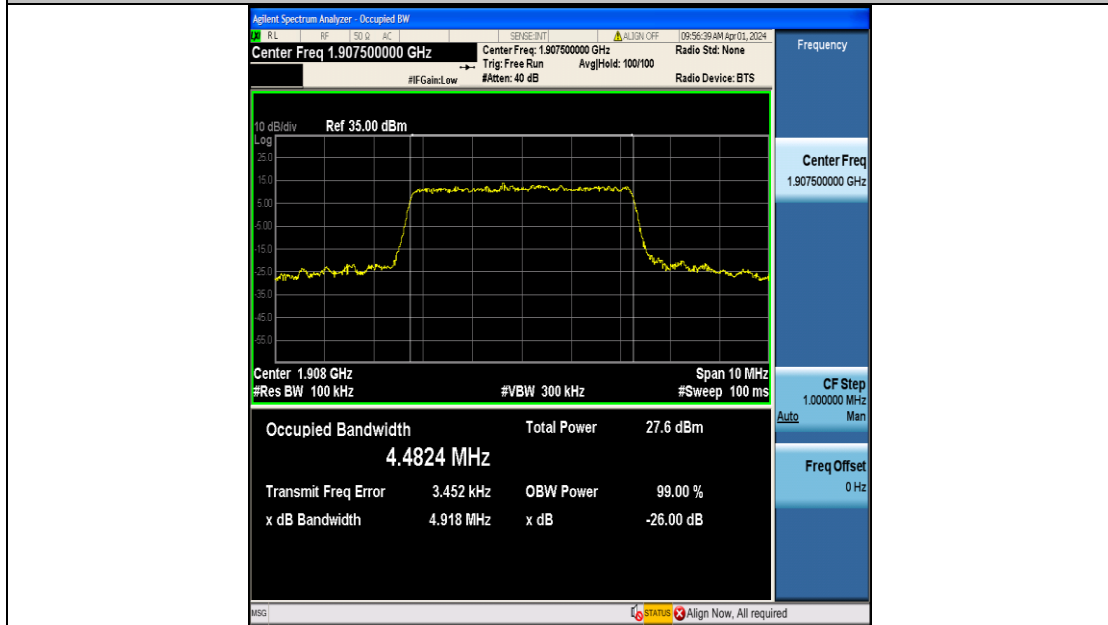 Agilent Spectrum Analyzer - Occupied BW
RL RF 50 Ω AC SENSE:INT ALIGN OFF 09:56:39 AM Apr 01, 2024
Center Freq 1.907500000 GHz
Center Freq: 1.907500000 GHz
Radio Std: None
Trig: Free Run Avg|Hold: 100/100
#IFGain:Low
#Atten: 40 dB
Radio Device: BTS
Frequency
10 dB/div Ref 35.00 dBm
Log
25.0
15.0
5.00
-5.00
-15.0
-25.0
-35.0
-45.0
-55.0
Center Freq
1.907500000 GHz
Center 1.908 GHz Span 10 MHz
#Res BW 100 kHz #VBW 300 kHz #Sweep 100 ms
CF Step
1.000000 MHz
Auto Man
Occupied Bandwidth Total Power 27.6 dBm
4.4824 MHz
Transmit Freq Error 3.452 kHz OBW Power 99.00 %
x dB Bandwidth 4.918 MHz x dB -26.00 dB
Freq Offset
0 Hz
MSG STATUS Align Now, All required